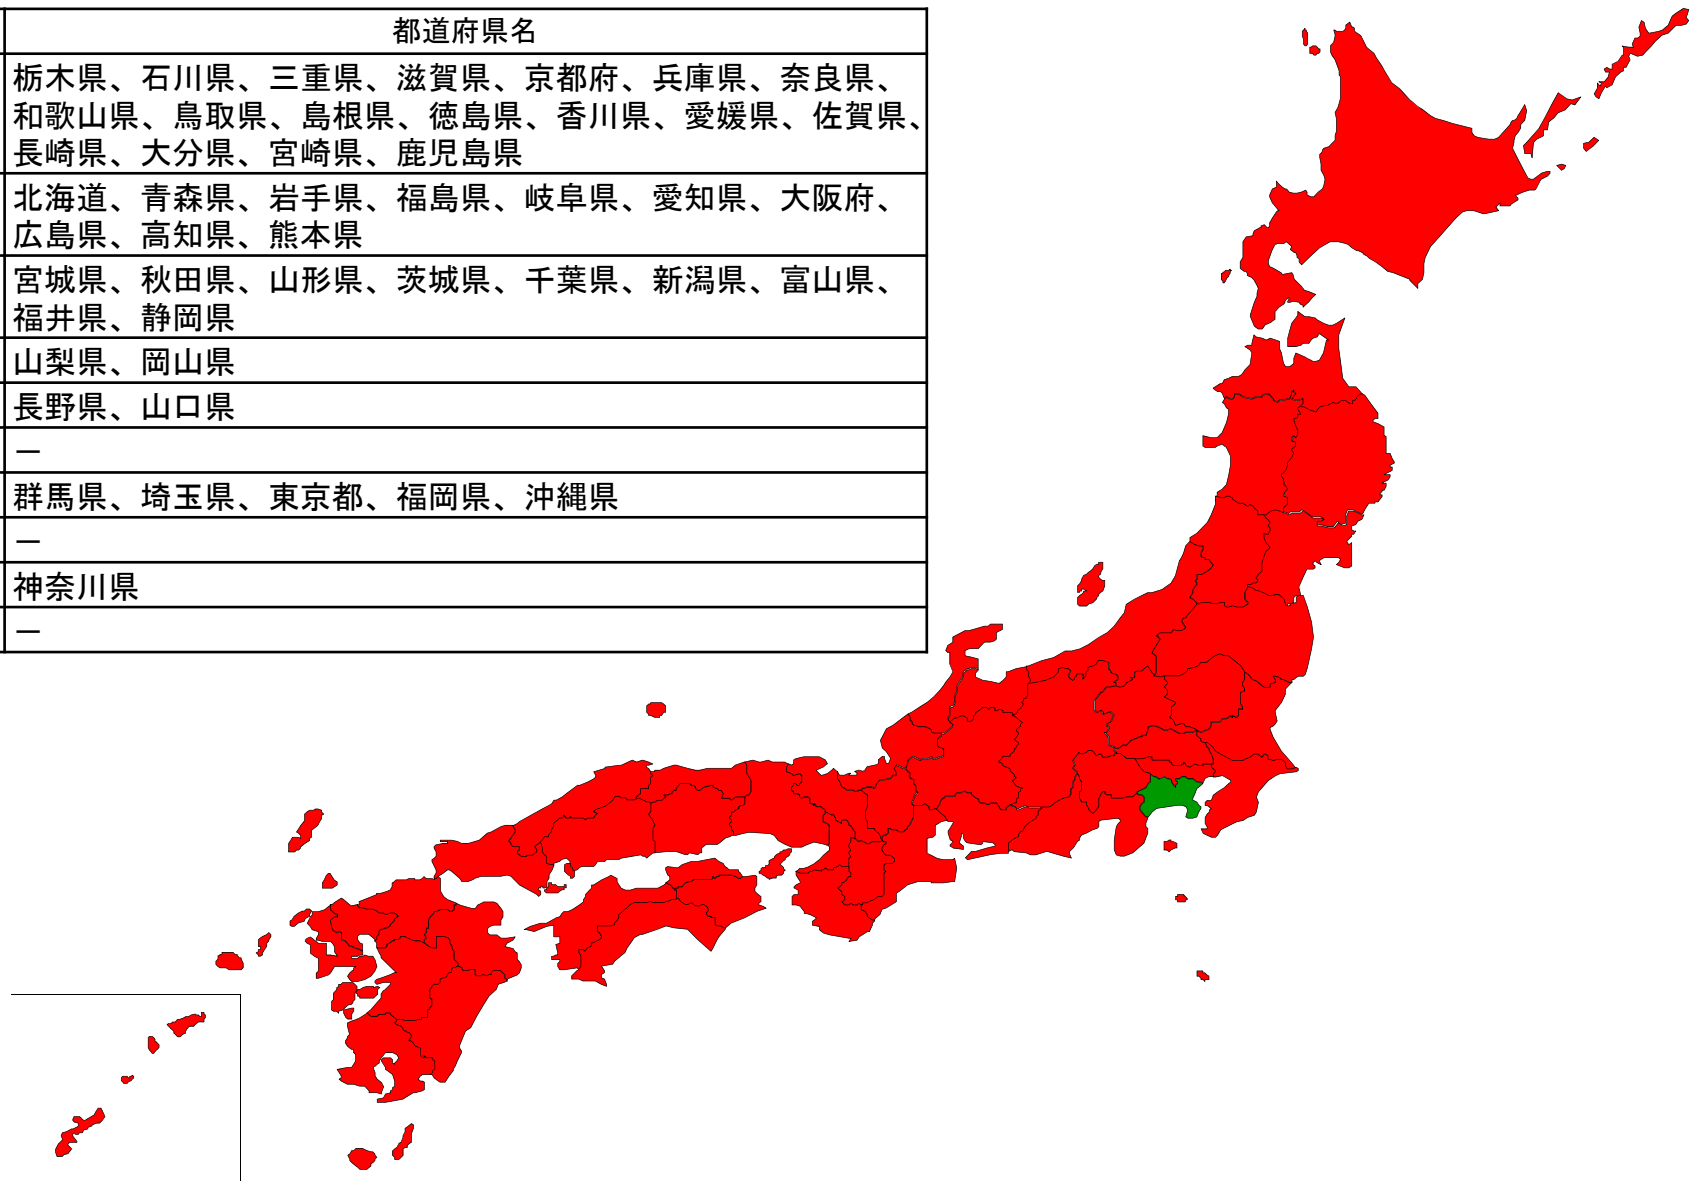 都道府県名
栃木県、石川県、三重県、滋賀県、京都府、兵庫県、奈良県、
和歌山県、鳥取県、島根県、徳島県、香川県、愛媛県、佐賀県、
長崎県、大分県、宮崎県、鹿児島県
北海道、青森県、岩手県、福島県、岐阜県、愛知県、大阪府、
広島県、高知県、熊本県
宮城県、秋田県、山形県、茨城県、千葉県、新潟県、富山県、
福井県、静岡県
山梨県、岡山県
長野県、山口県
―
群馬県、埼玉県、東京都、福岡県、沖縄県
―
神奈川県
―